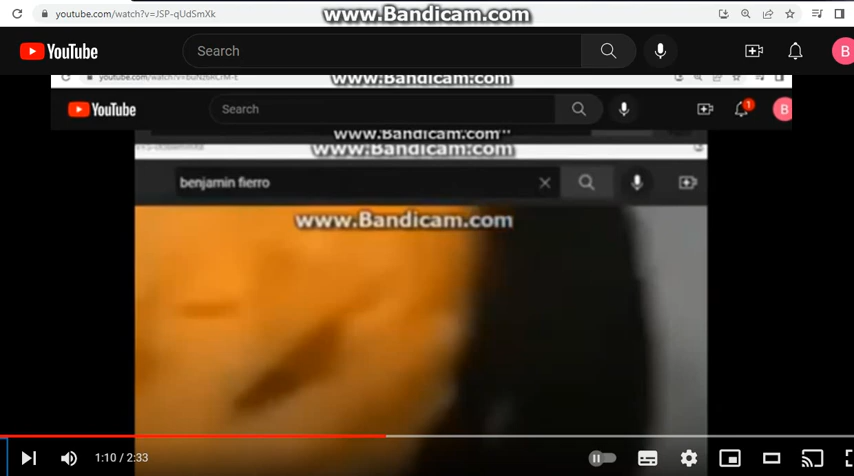 youtube.com/watch?v=JSP-qUdSmXk
www.Bandicam.com
YouTube
Search
B
www.Bandicam.com
YouTube
Search
1
B
www.Bandicam.com
www.Bandicam.com
benjamin fierro
www.Bandicam.com
1:10 / 2:33